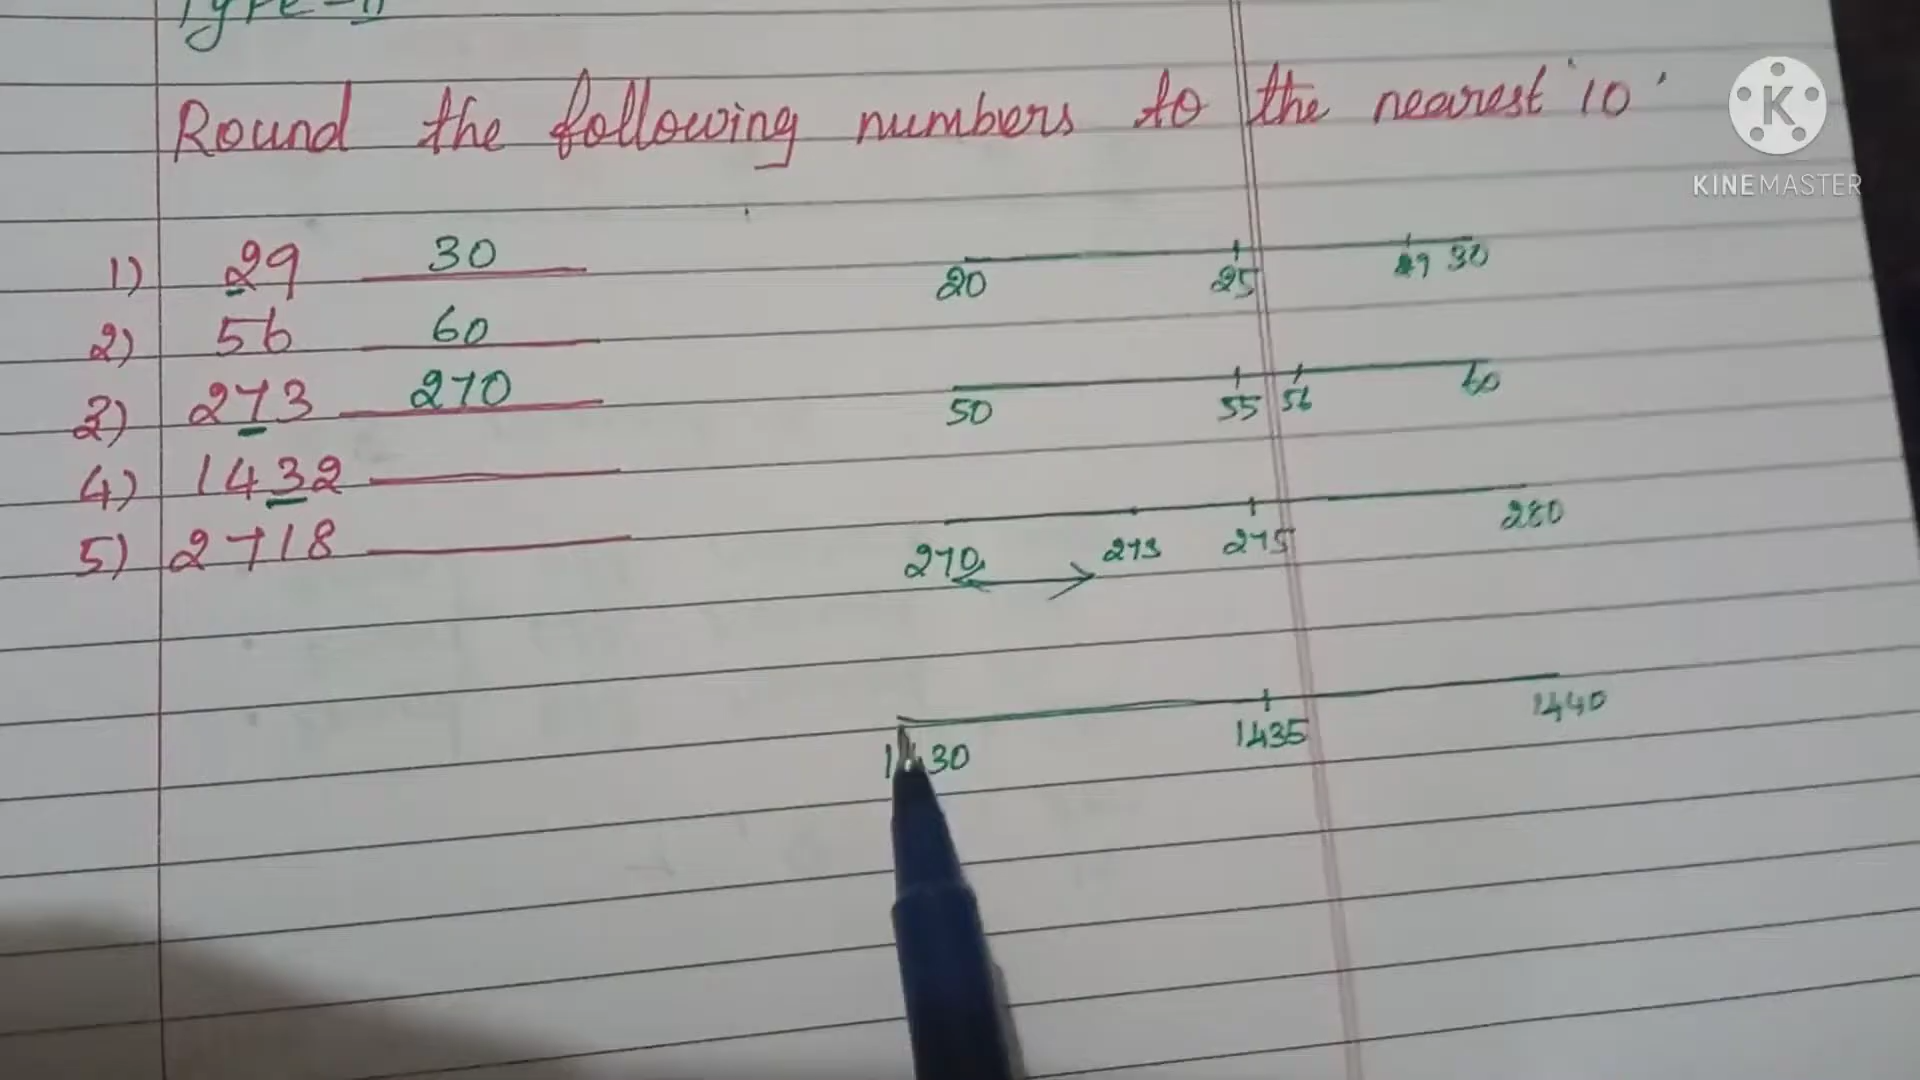 Type-II
Round the following numbers to the nearest '10'
KINEMASTER
1) 29 30
2) 56 60
3) 273 270
4) 1432
5) 2718
20 25 29 30
50 55 56 60
270 273 275 280
1430 1435 1440